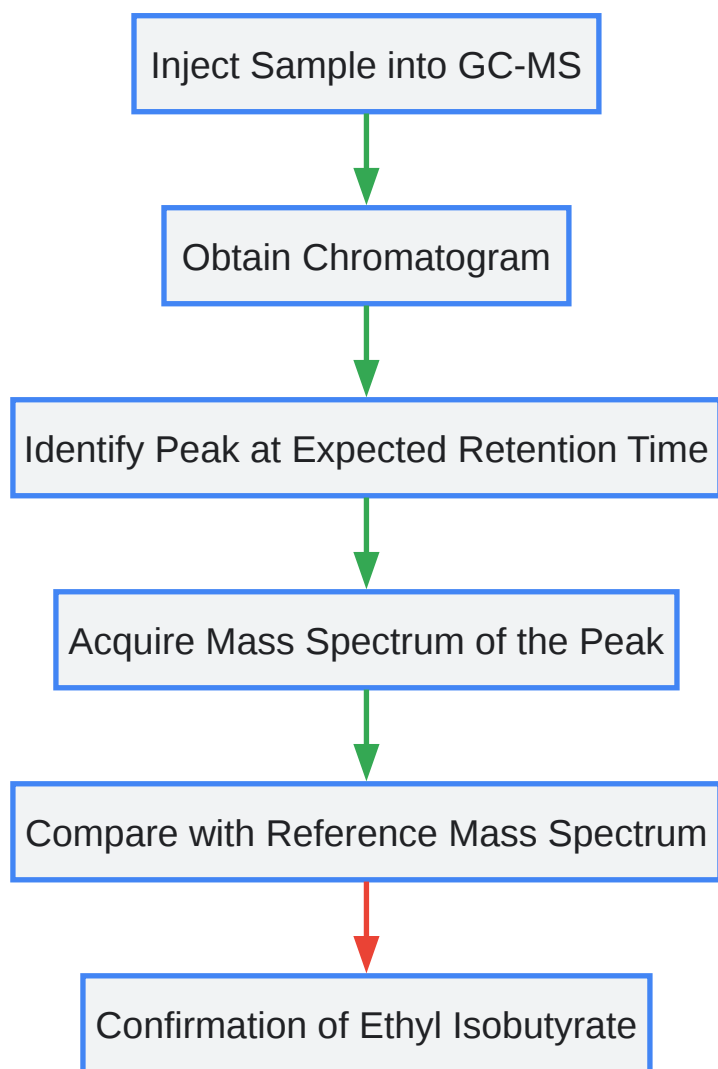 Inject Sample into GC-MS
Obtain Chromatogram
Identify Peak at Expected Retention Time
Acquire Mass Spectrum of the Peak
Compare with Reference Mass Spectrum
Confirmation of Ethyl Isobutyrate